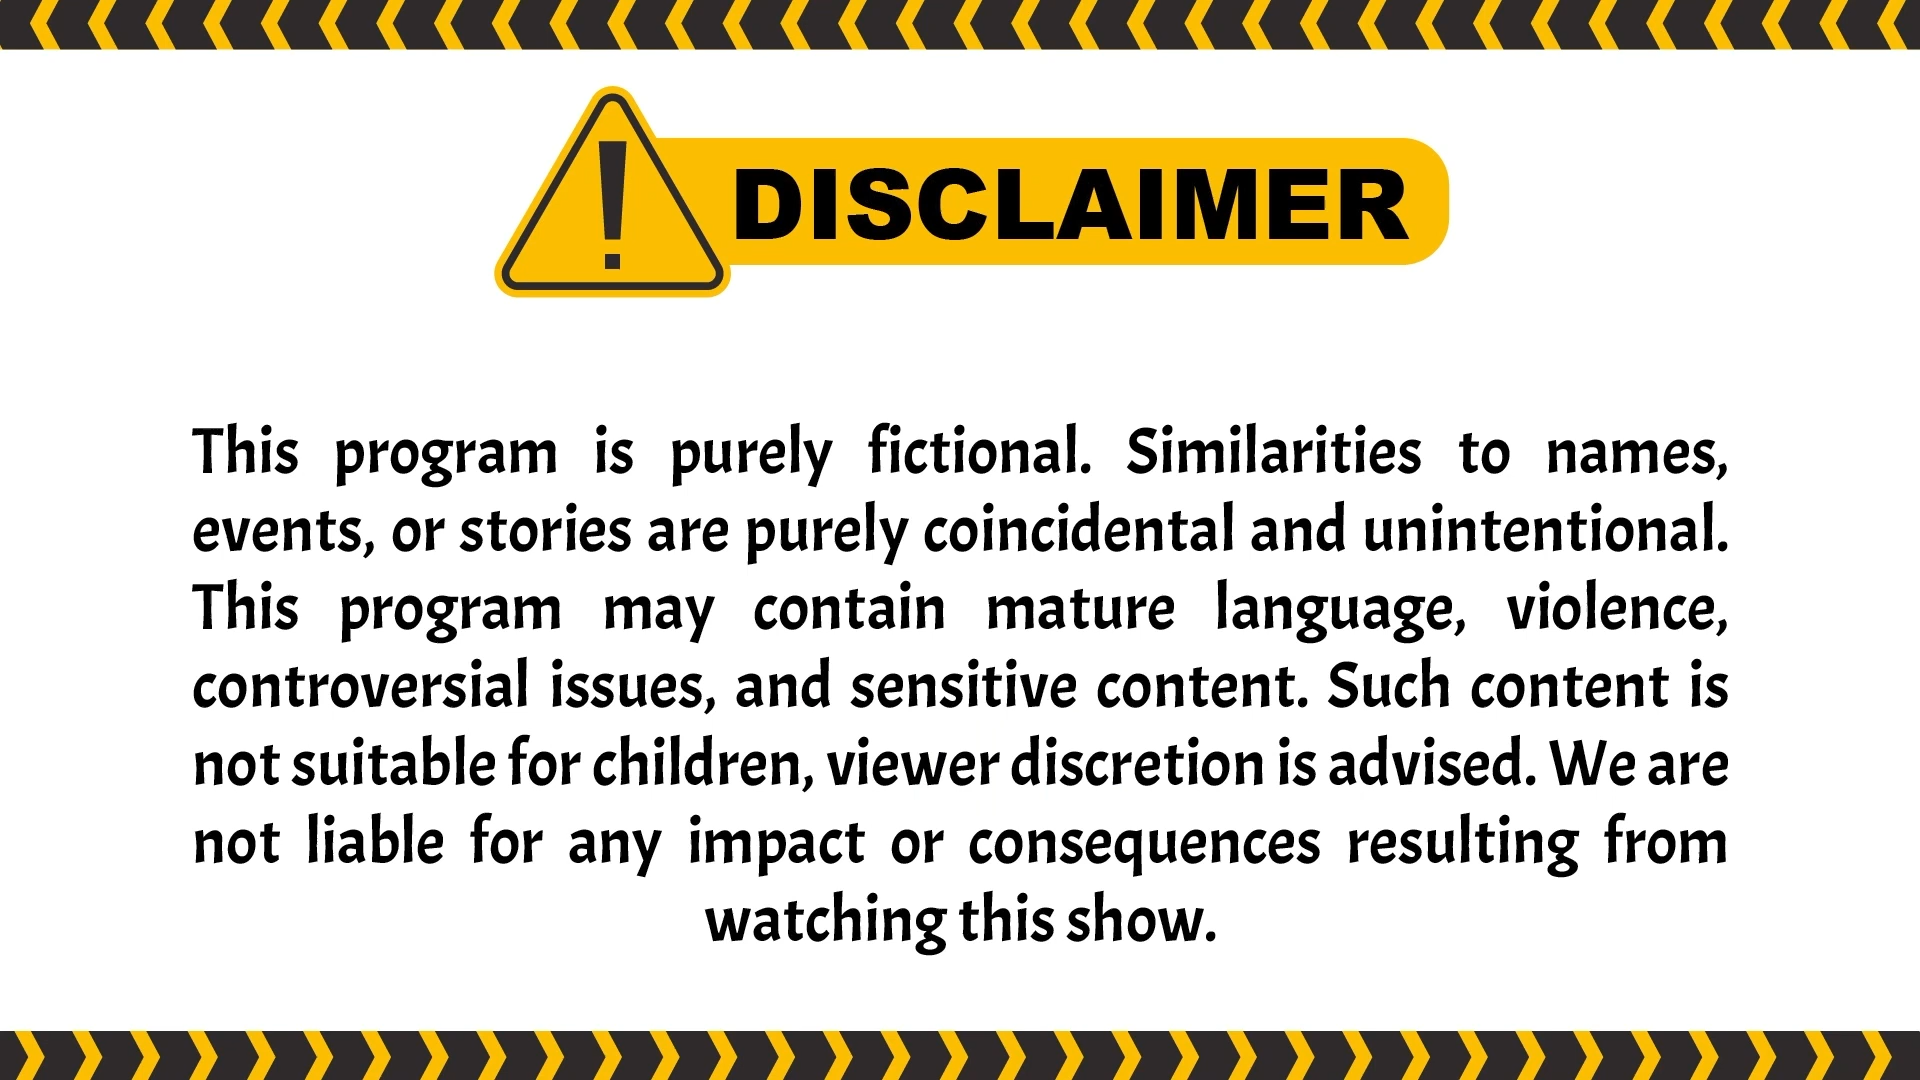 DISCLAIMER
This program is purely fictional. Similarities to names,
events, or stories are purely coincidental and unintentional.
This program may contain mature language, violence,
controversial issues, and sensitive content. Such content is
not suitable for children, viewer discretion is advised. We are
not liable for any impact or consequences resulting from
watching this show.